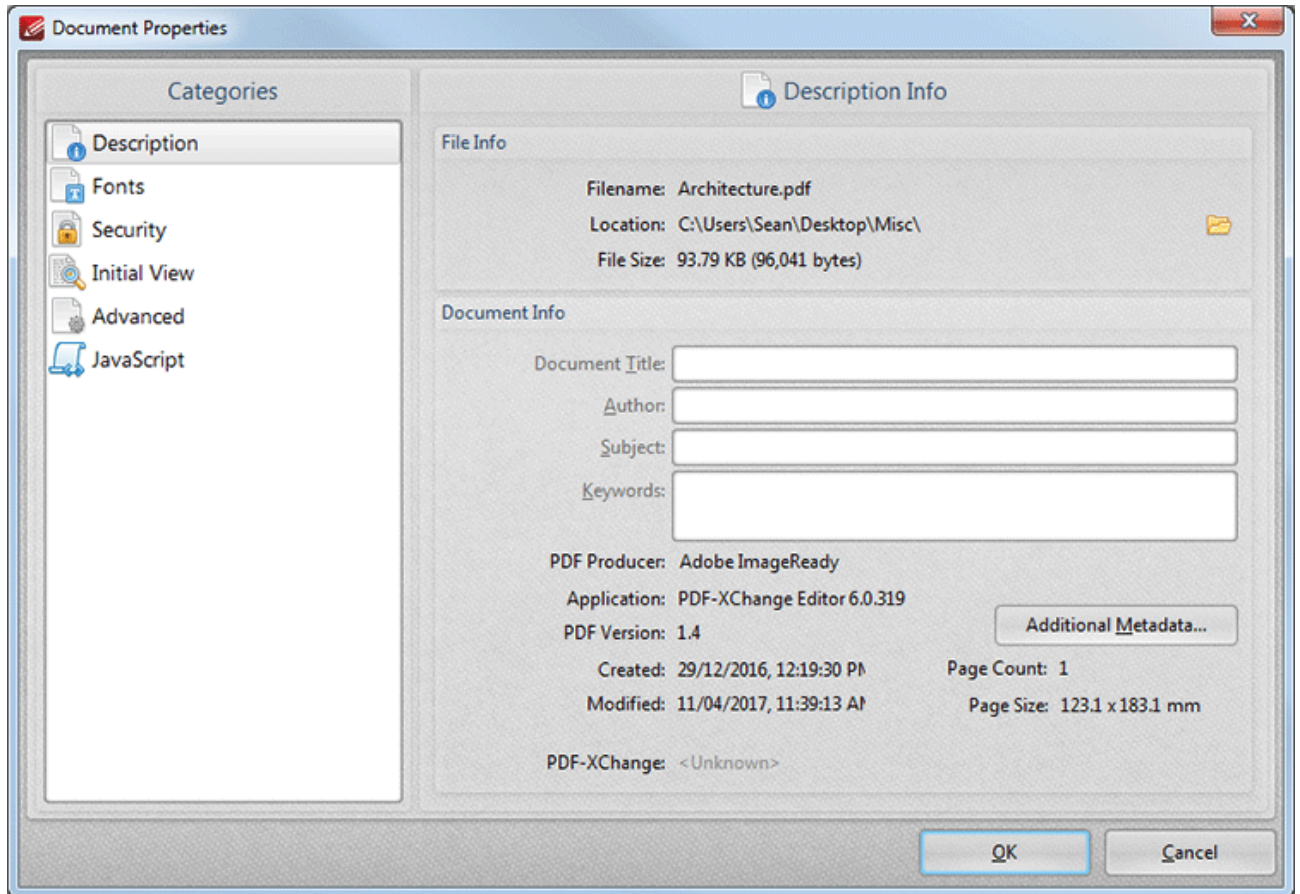 Document Properties
Categories
Description
Fonts
Security
Initial View
Advanced
JavaScript
Description Info
File Info
Filename: Architecture.pdf
Location: C:\Users\Sean\Desktop\Misc\
File Size: 93.79 KB (96,041 bytes)
Document Info
Document Title:
Author:
Subject:
Keywords:
PDF Producer: Adobe ImageReady
Application: PDF-XChange Editor 6.0.319
Additional Metadata...
PDF Version: 1.4
Created: 29/12/2016, 12:19:30 PM
Page Count: 1
Modified: 11/04/2017, 11:39:13 AM
Page Size: 123.1 x 183.1 mm
PDF-XChange: <Unknown>
OK
Cancel